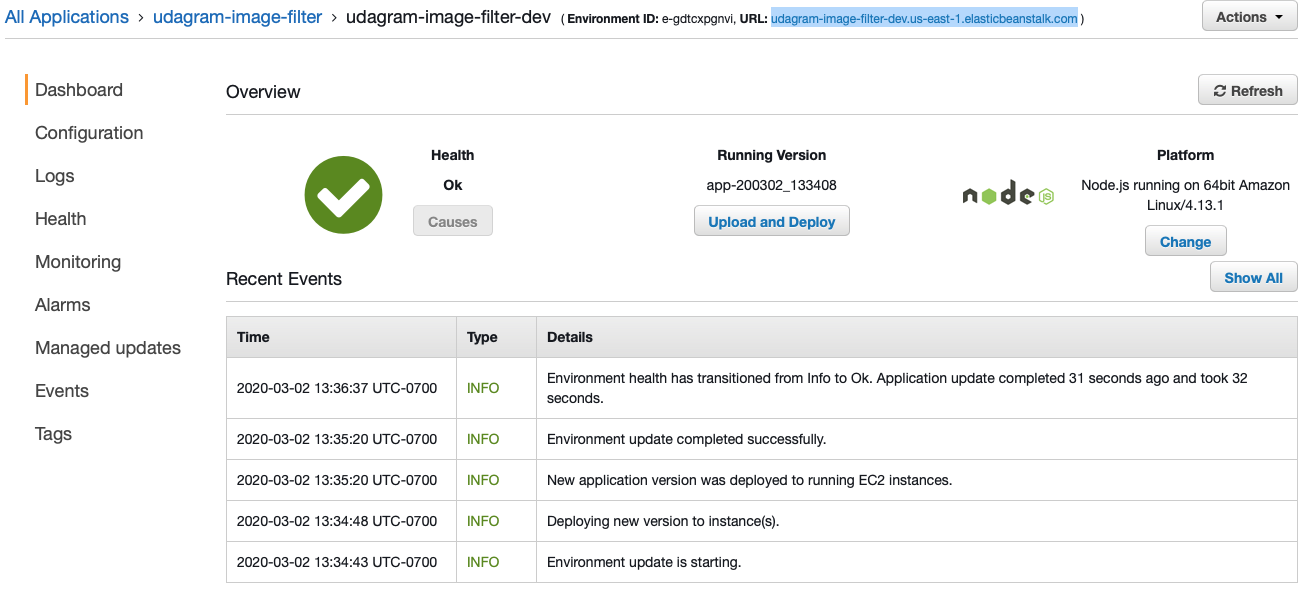 All Applications › udagram-image-filter › udagram-image-filter-dev ( Environment ID: e-gdtcxpgnvi, URL: udagram-image-filter-dev.us-east-1.elasticbeanstalk.com )
Actions
Dashboard
Configuration
Logs
Health
Monitoring
Alarms
Managed updates
Events
Tags
Overview
Refresh
Health
Ok
Causes
Running Version
app-200302_133408
Upload and Deploy
node JS
Platform
Node.js running on 64bit Amazon
Linux/4.13.1
Change
Recent Events
Show All
Time Type Details
2020-03-02 13:36:37 UTC-0700 INFO Environment health has transitioned from Info to Ok. Application update completed 31 seconds ago and took 32
seconds.
2020-03-02 13:35:20 UTC-0700 INFO Environment update completed successfully.
2020-03-02 13:35:20 UTC-0700 INFO New application version was deployed to running EC2 instances.
2020-03-02 13:34:48 UTC-0700 INFO Deploying new version to instance(s).
2020-03-02 13:34:43 UTC-0700 INFO Environment update is starting.